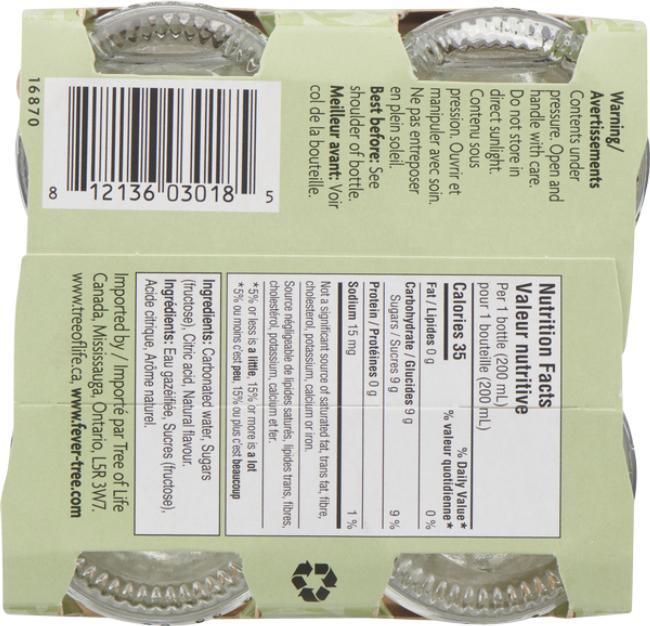 Warning/
Avertissements
Contents under
pressure. Open and
handle with care.
Do not store in
direct sunlight.
Contenu sous
pression. Ouvrir et
manipuler avec soin.
Ne pas entreposer
en plein soleil.
Best before: See
shoulder of bottle.
Meilleur avant: Voir
col de la bouteille.
16870
8 12136 03018 5
Nutrition Facts
Valeur nutritive
Per 1 bottle (200 mL)
pour 1 bouteille (200 mL)
Calories 35
% Daily Value*
% valeur quotidienne*
Fat / Lipides 0 g 0 %
Carbohydrate / Glucides 9 g
Sugars / Sucres 9 g 9 %
Protein / Protéines 0 g
Sodium 15 mg 1 %
Not a significant source of saturated fat, trans fat, fibre,
cholesterol, potassium, calcium or iron.
Source négligeable de lipides saturés, lipides trans, fibres,
cholestérol, potassium, calcium et fer.
*5% or less is a little, 15% or more is a lot
*5% ou moins c'est peu, 15% ou plus c'est beaucoup
Ingredients: Carbonated water, Sugars
(fructose), Citric acid, Natural flavour.
Ingrédients: Eau gazéifiée, Sucres (fructose),
Acide citrique, Arôme naturel.
Imported by / Importé par Tree of Life
Canada, Mississauga, Ontario, L5R 3W7.
www.treeoflife.ca, www.fever-tree.com